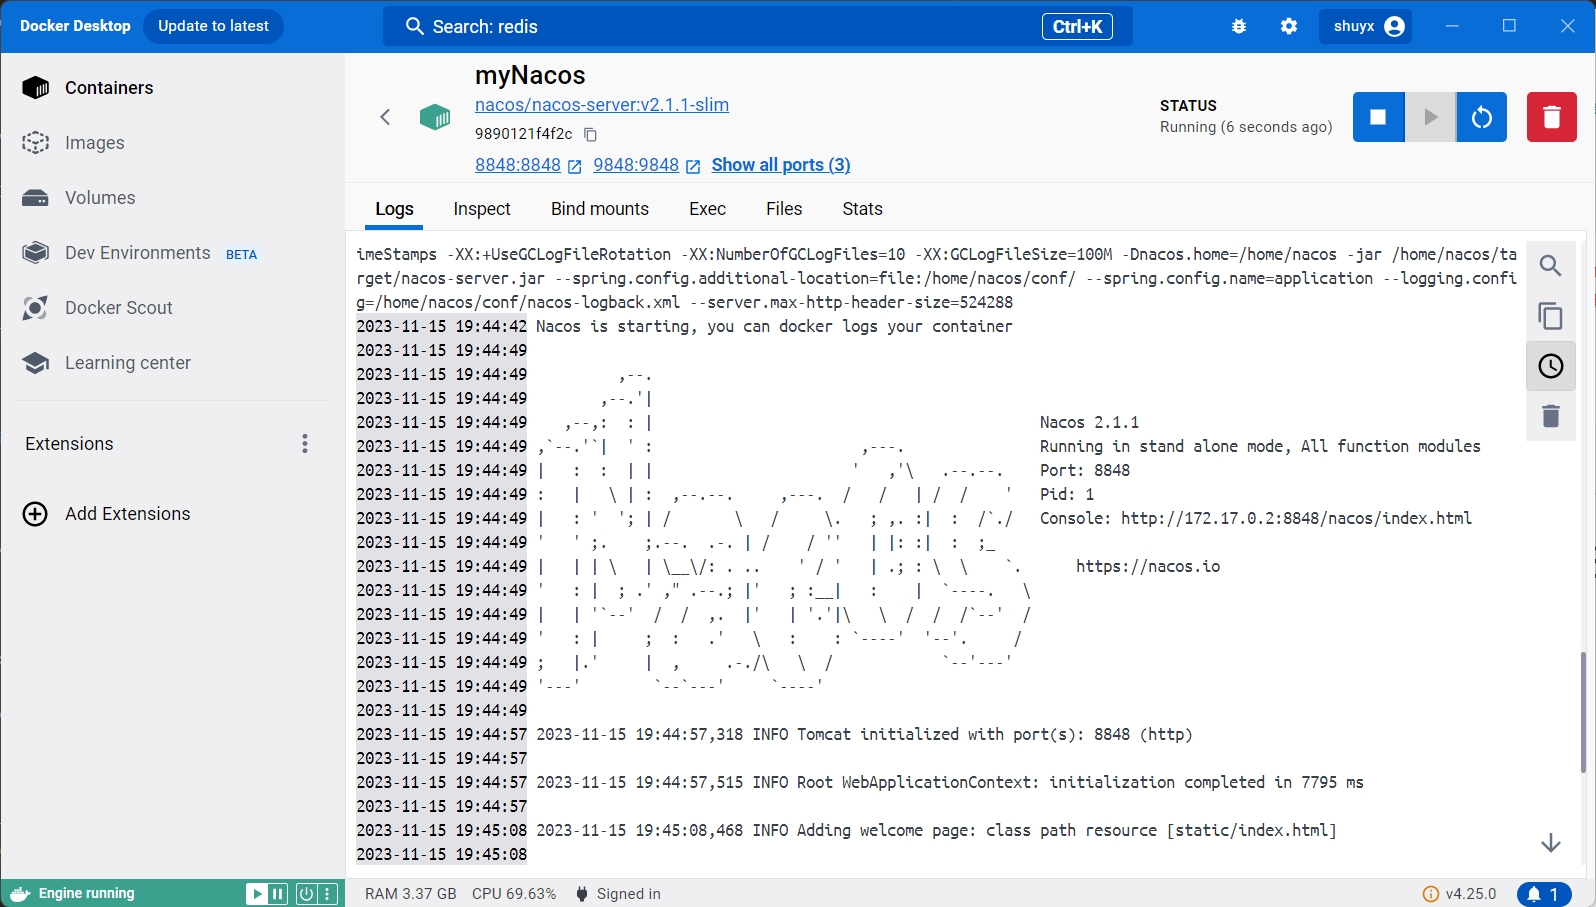 Docker Desktop
Update to latest
Search: redis
Ctrl+K
shuyx
Containers
Images
Volumes
Dev Environments BETA
Docker Scout
Learning center
Extensions
Add Extensions
myNacos
nacos/nacos-server:v2.1.1-slim
9890121f4f2c
8848:8848 9848:9848 Show all ports (3)
STATUS
Running (6 seconds ago)
Logs Inspect Bind mounts Exec Files Stats
imeStamps -XX:+UseGCLogFileRotation -XX:NumberOfGCLogFiles=10 -XX:GCLogFileSize=100M -Dnacos.home=/home/nacos -jar /home/nacos/ta
rget/nacos-server.jar --spring.config.additional-location=file:/home/nacos/conf/ --spring.config.name=application --logging.confi
g=/home/nacos/conf/nacos-logback.xml --server.max-http-header-size=524288
2023-11-15 19:44:42 Nacos is starting, you can docker logs your container
2023-11-15 19:44:49
2023-11-15 19:44:49          ,--.
2023-11-15 19:44:49        ,--.'|
2023-11-15 19:44:49    ,--,:  : |                                           Nacos 2.1.1
2023-11-15 19:44:49 ,`--.'`|  ' :                       ,---.               Running in stand alone mode, All function modules
2023-11-15 19:44:49 |   :  :  | |                      '   ,'\   .--.--.    Port: 8848
2023-11-15 19:44:49 :   |   \ | :  ,--.--.     ,---.  /   /   | /  /    '   Pid: 1
2023-11-15 19:44:49 |   : '  '; | /       \   /     \.   ; ,. :|  :  /`./   Console: http://172.17.0.2:8848/nacos/index.html
2023-11-15 19:44:49 '   ' ;.    ;.--.  .-. | /    / ''   | |: :|  :  ;_
2023-11-15 19:44:49 |   | | \   | \__\/: . ..    ' / '   | .; : \  \    `.      https://nacos.io
2023-11-15 19:44:49 '   : |  ; .' ," .--.; |'   ; :__|   :    |  `----.   \
2023-11-15 19:44:49 |   | '`--'  /  /  ,.  |'   | '.'|\   \  /  /  /`--'  /
2023-11-15 19:44:49 '   : |     ;  :   .'   \   :    : `----'  '--'.     /
2023-11-15 19:44:49 ;   |.'     |  ,     .-./\   \  /            `--'---'
2023-11-15 19:44:49 '---'        `--`---'     `----'
2023-11-15 19:44:49
2023-11-15 19:44:57 2023-11-15 19:44:57,318 INFO Tomcat initialized with port(s): 8848 (http)
2023-11-15 19:44:57
2023-11-15 19:44:57 2023-11-15 19:44:57,515 INFO Root WebApplicationContext: initialization completed in 7795 ms
2023-11-15 19:44:57
2023-11-15 19:45:08 2023-11-15 19:45:08,468 INFO Adding welcome page: class path resource [static/index.html]
2023-11-15 19:45:08
Engine running
RAM 3.37 GB CPU 69.63% Signed in
v4.25.0
1